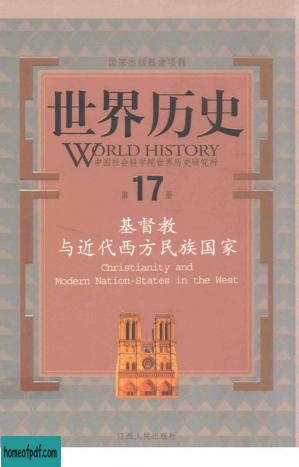 国家出版基金项目
世界历史
WORLD HISTORY
中国社会科学院世界历史研究所
第17册
基督教
与近代西方民族国家
Christianity and
Modern Nation-States in the West
江西人民出版社
homeofpdf.com